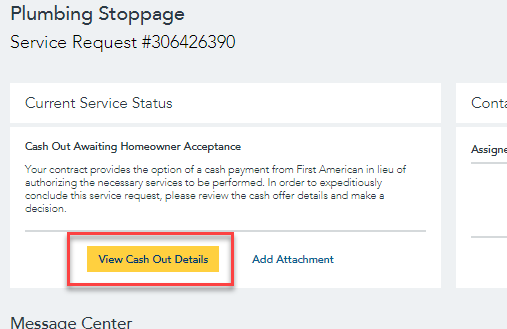 Plumbing Stoppage
Service Request #306426390
Current Service Status
Cash Out Awaiting Homeowner Acceptance
Your contract provides the option of a cash payment from First American in lieu of
authorizing the necessary services to be performed. In order to expeditiously
conclude this service request, please review the cash offer details and make a
decision.
View Cash Out Details
Add Attachment
Conta
Assigne
Message Center